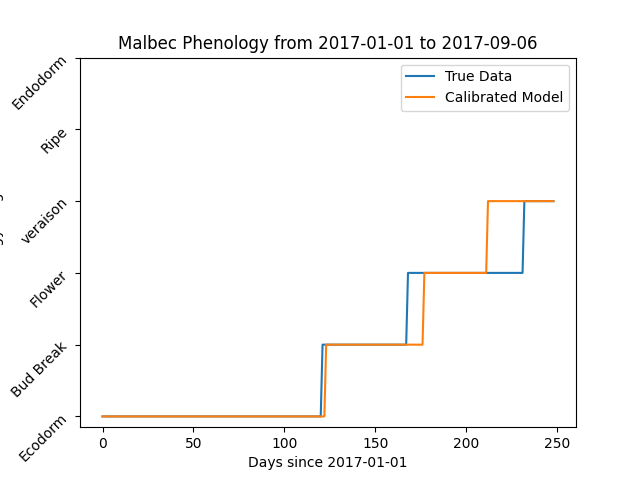 Malbec Phenology from 2017-01-01 to 2017-09-06
True Data
Calibrated Model
Endodorm
Ripe
veraison
Flower
Bud Break
Ecodorm
0 50 100 150 200 250
Days since 2017-01-01